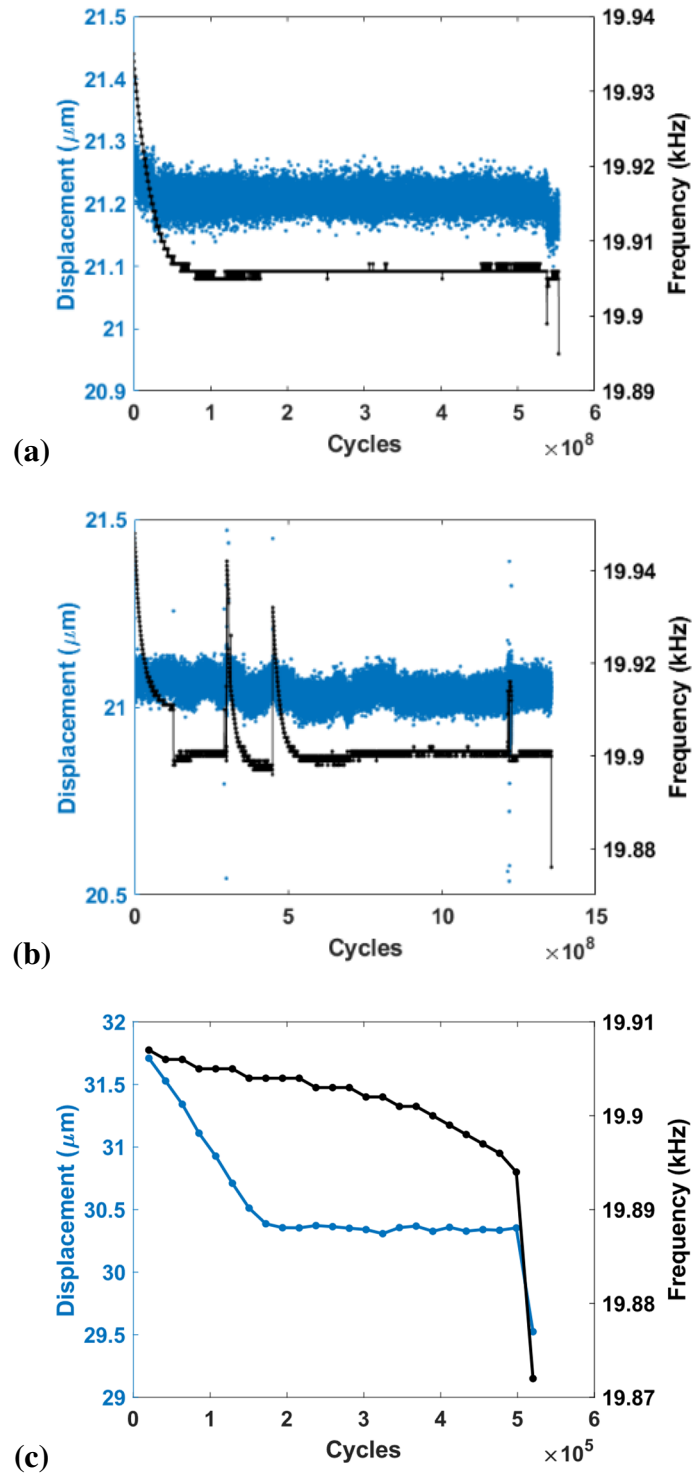 21.5
21.4
21.3
21.2
21.1
21
20.9
Displacement (μm)
19.94
19.93
19.92
19.91
19.9
19.89
Frequency (kHz)
0 1 2 3 4 5 6
Cycles
×10^8
(a)
21.5
21
20.5
Displacement (μm)
19.94
19.92
19.9
19.88
Frequency (kHz)
0 5 10 15
Cycles
×10^8
(b)
32
31.5
31
30.5
30
29.5
29
Displacement (μm)
19.91
19.9
19.89
19.88
19.87
Frequency (kHz)
0 1 2 3 4 5 6
Cycles
×10^5
(c)